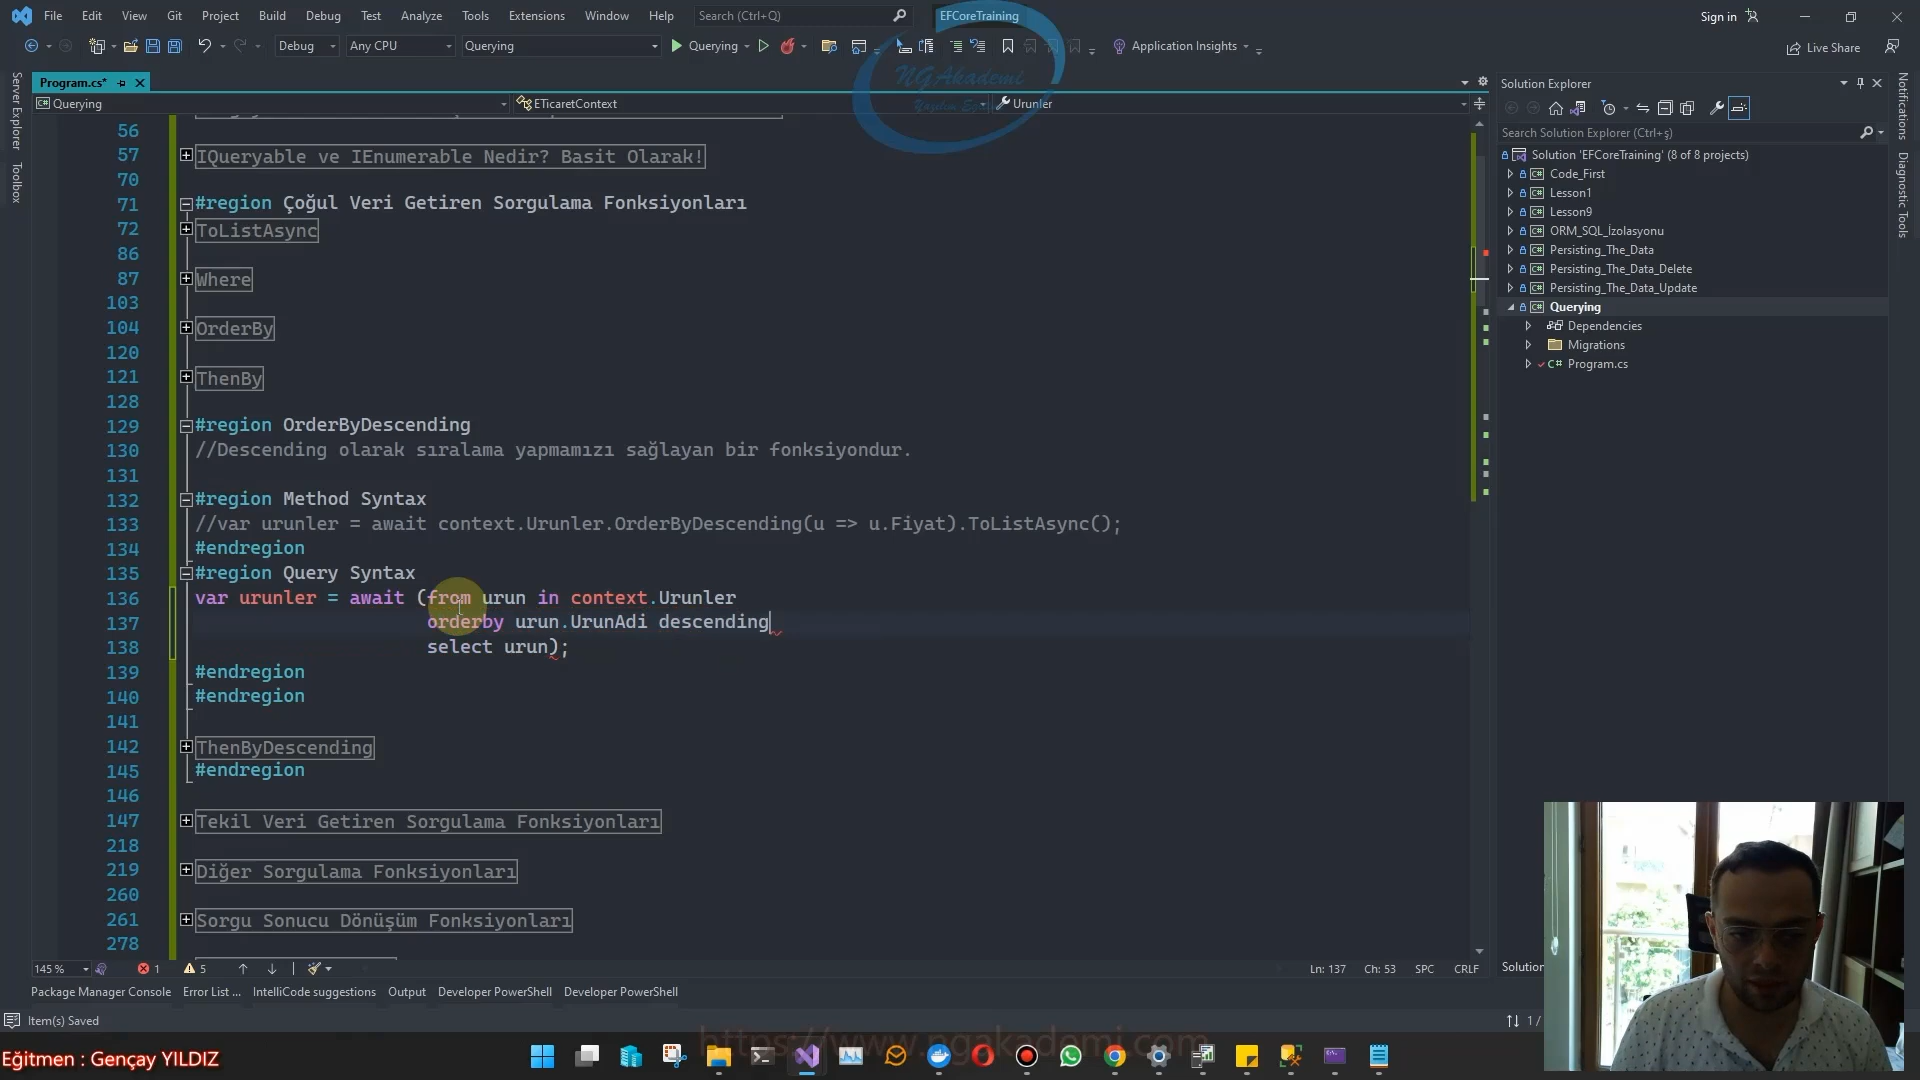 File Edit View Git Project Build Debug Test Analyze Tools Extensions Window Help Search (Ctrl+Q) EFCoreTraining Sign in
Debug Any CPU Querying Querying Application Insights Live Share
NGAkademi
Server Explorer
Toolbox
Program.cs*
Querying ETicaretContext Urunler
56
57 IQueryable ve IEnumerable Nedir? Basit Olarak!
70
71 #region Çoğul Veri Getiren Sorgulama Fonksiyonları
72 ToListAsync
86
87 Where
103
104 OrderBy
120
121 ThenBy
128
129 #region OrderByDescending
130 //Descending olarak sıralama yapmamızı sağlayan bir fonksiyondur.
131
132 #region Method Syntax
133 //var urunler = await context.Urunler.OrderByDescending(u => u.Fiyat).ToListAsync();
134 #endregion
135 #region Query Syntax
136 var urunler = await (from urun in context.Urunler
137 orderby urun.UrunAdi descending
138 select urun);
139 #endregion
140 #endregion
141
142 ThenByDescending
145 #endregion
146
147 Tekil Veri Getiren Sorgulama Fonksiyonları
218
219 Diğer Sorgulama Fonksiyonları
260
261 Sorgu Sonucu Dönüşüm Fonksiyonları
278
145 % 1 5 Ln: 137 Ch: 53 SPC CRLF
Package Manager Console Error List ... IntelliCode suggestions Output Developer PowerShell Developer PowerShell
Item(s) Saved 1 /
Solution Explorer
Search Solution Explorer (Ctrl+ş)
Solution 'EFCoreTraining' (8 of 8 projects)
Code_First
Lesson1
Lesson9
ORM_SQL_İzolasyonu
Persisting_The_Data
Persisting_The_Data_Delete
Persisting_The_Data_Update
Querying
Dependencies
Migrations
C# Program.cs
Notifications
Diagnostic Tools
Eğitmen : Gençay YILDIZ